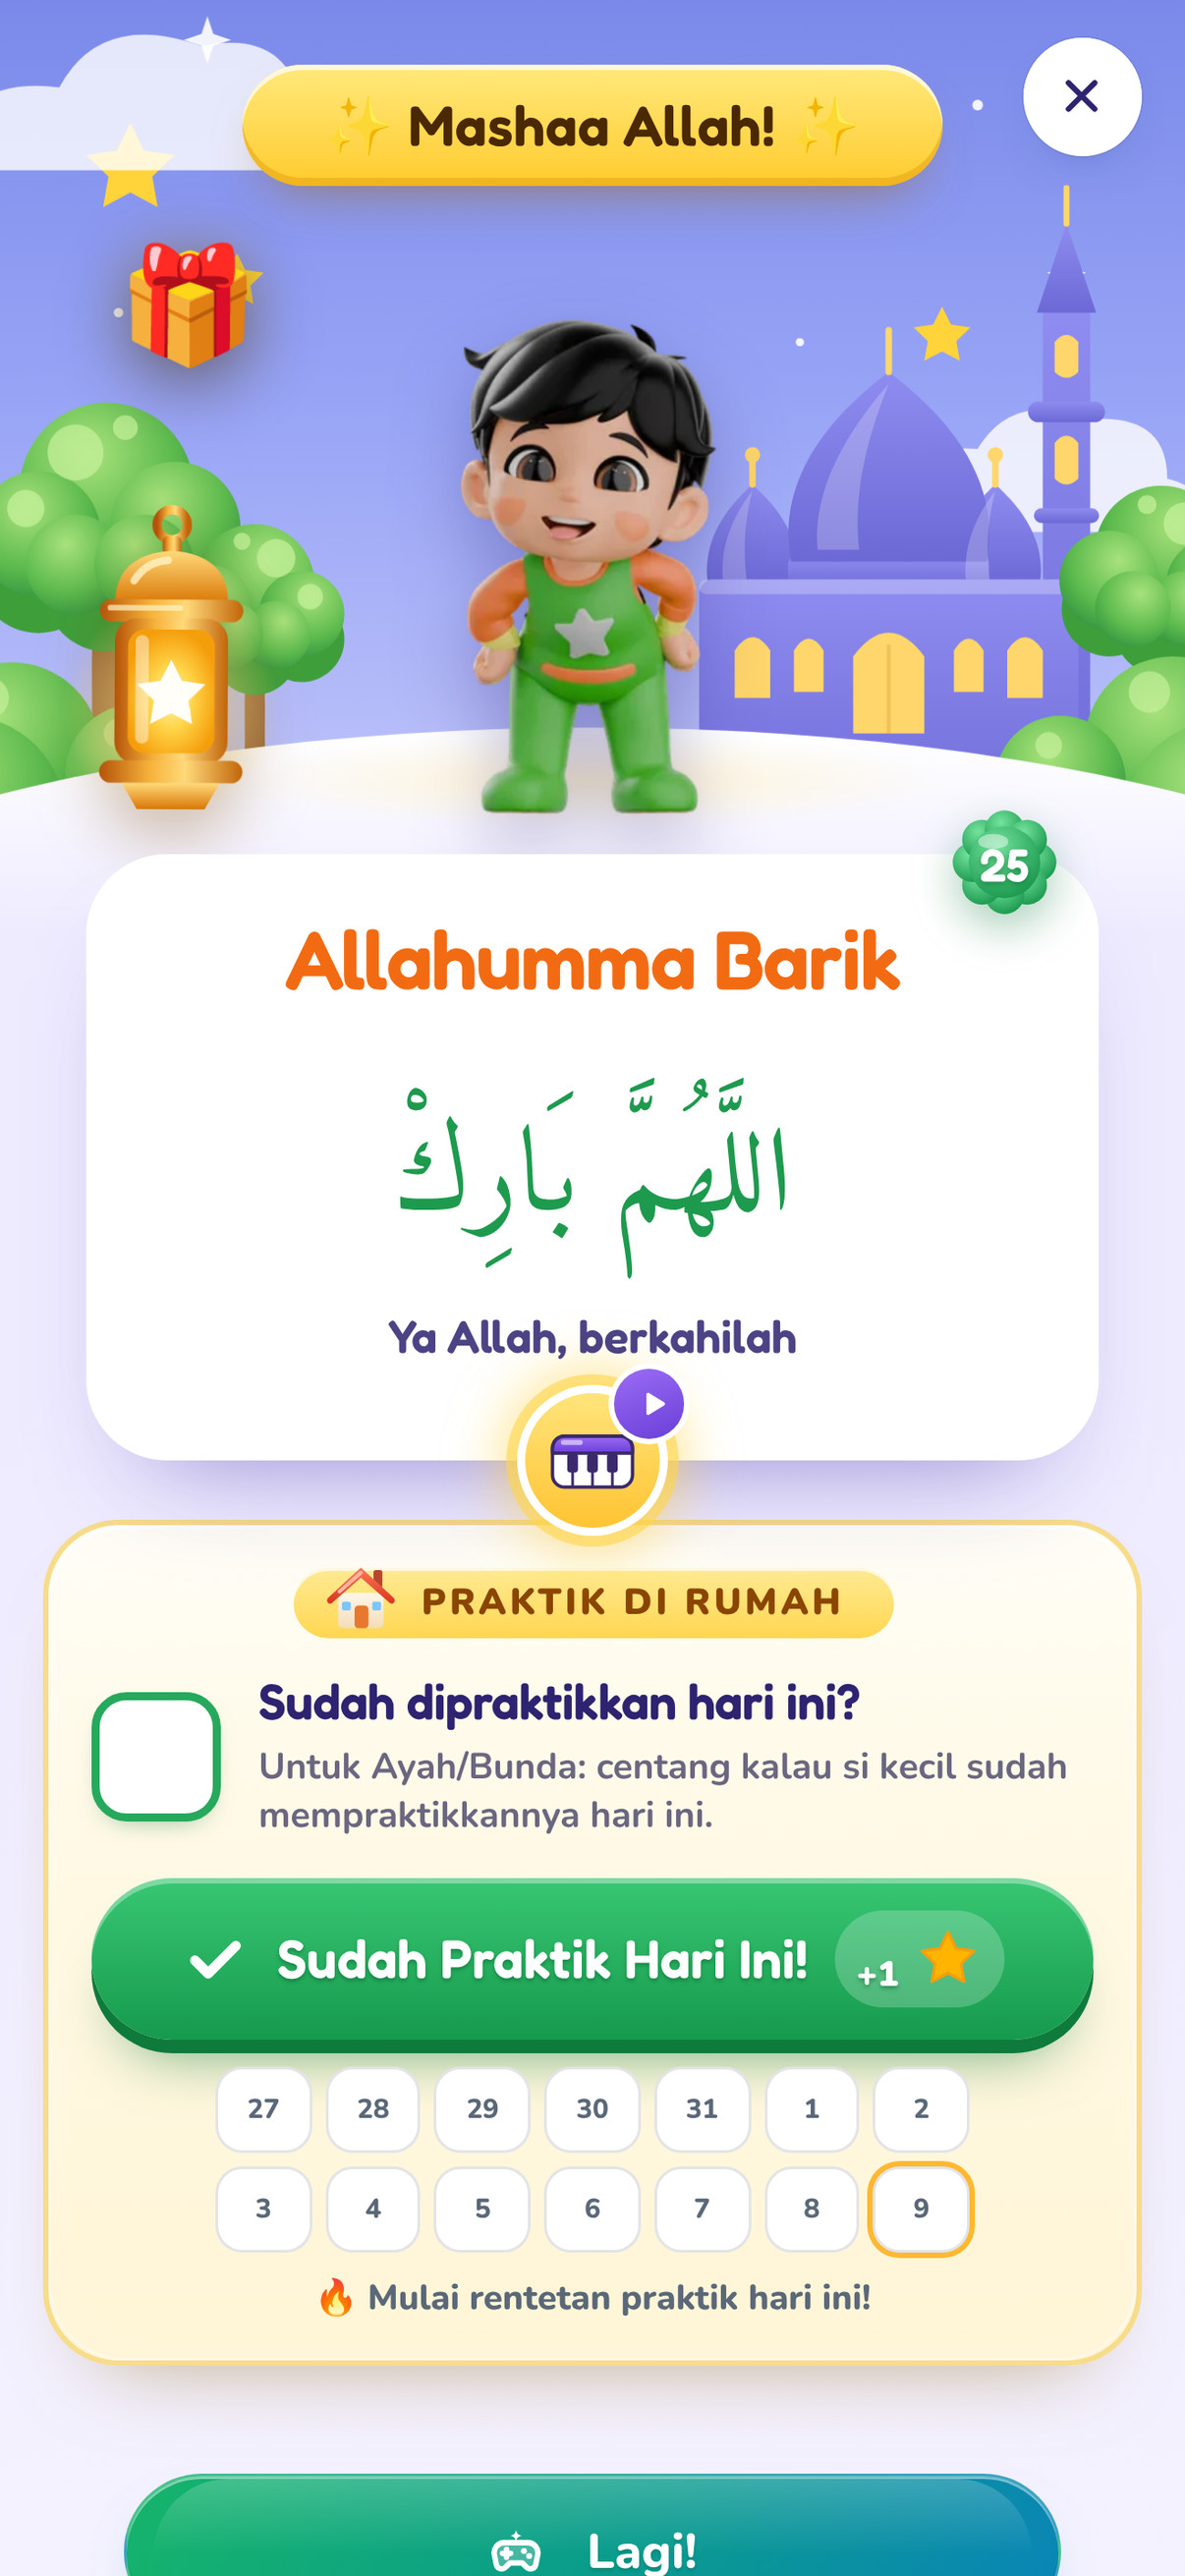 ✨ Mashaa Allah! ✨
25
Allahumma Barik
اللَّهُمَّ بَارِكْ
Ya Allah, berkahilah
PRAKTIK DI RUMAH
Sudah dipraktikkan hari ini?
Untuk Ayah/Bunda: centang kalau si kecil sudah
mempraktikkannya hari ini.
Sudah Praktik Hari Ini! +1
27 28 29 30 31 1 2
3 4 5 6 7 8 9
🔥 Mulai rentetan praktik hari ini!
Lagi!